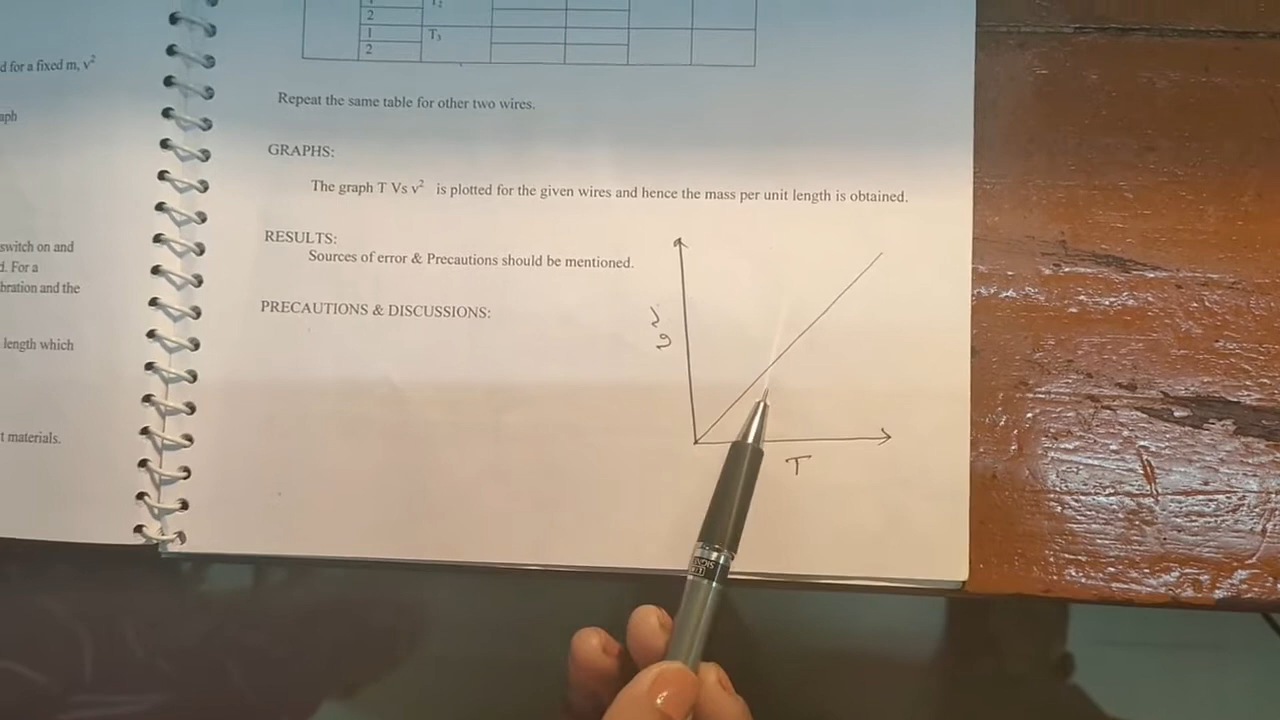 d for a fixed m, v²
aph
switch on and
d. For a
bration and the
length which
t materials.
2 T₂
1 T₃
2
Repeat the same table for other two wires.
GRAPHS:
The graph T Vs v² is plotted for the given wires and hence the mass per unit length is obtained.
RESULTS:
Sources of error & Precautions should be mentioned.
PRECAUTIONS & DISCUSSIONS:
v²
T